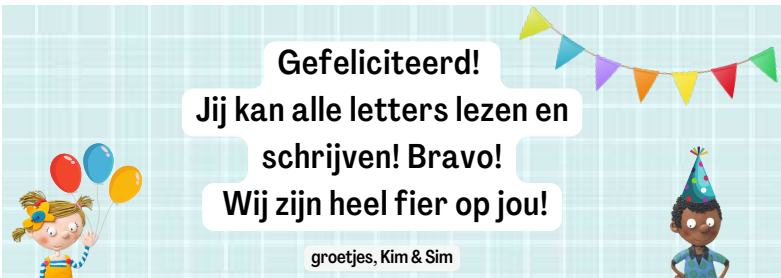 Gefeliciteerd!
Jij kan alle letters lezen en
schrijven! Bravo!
Wij zijn heel fier op jou!
groetjes, Kim & Sim